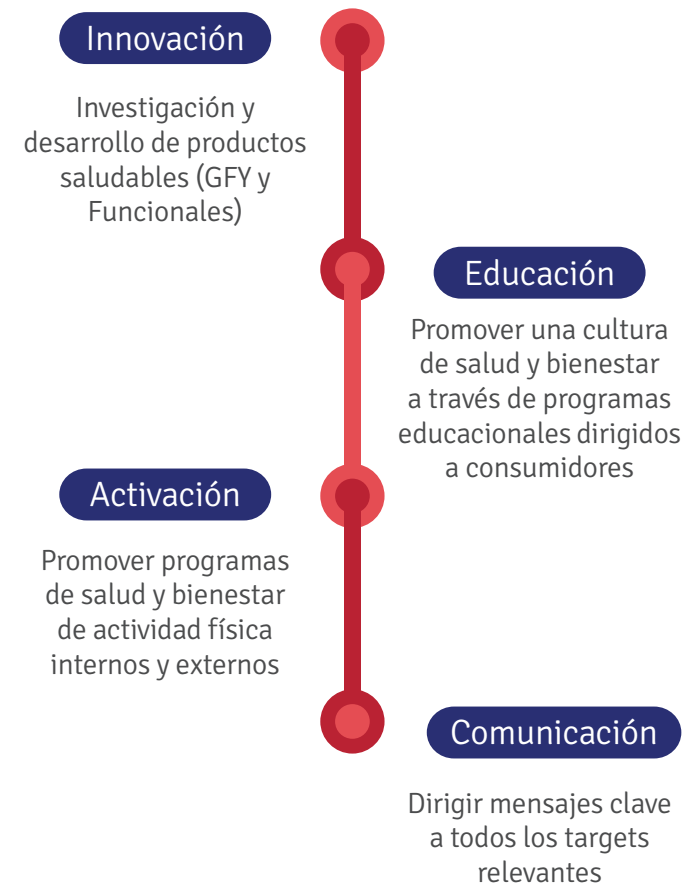 Innovación
Investigación y
desarrollo de productos
saludables (GFY y
Funcionales)
Educación
Promover una cultura
de salud y bienestar
a través de programas
educacionales dirigidos
a consumidores
Activación
Promover programas
de salud y bienestar
de actividad física
internos y externos
Comunicación
Dirigir mensajes clave
a todos los targets
relevantes